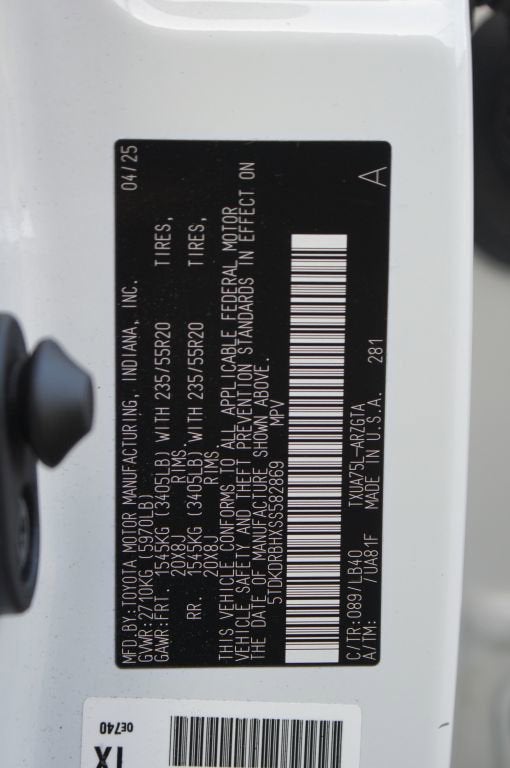 MFD.BY:TOYOTA MOTOR MANUFACTURING, INDIANA, INC. 04/25
GVWR:2710KG (5970LB)
GAWR:FRT. 1545KG (3405LB) WITH 235/55R20 TIRES,
20X8J RIMS.
RR. 1545KG (3405LB) WITH 235/55R20 TIRES,
20X8J RIMS.
THIS VEHICLE CONFORMS TO ALL APPLICABLE FEDERAL MOTOR
VEHICLE SAFETY AND THEFT PREVENTION STANDARDS IN EFFECT ON
THE DATE OF MANUFACTURE SHOWN ABOVE.
5TDKDRBHXSS582869 MPV
C/TR:089/LB40 TXUA75L-ARZGTA A
A/TM: /UA81F MADE IN U.S.A. 281
0E740
TX